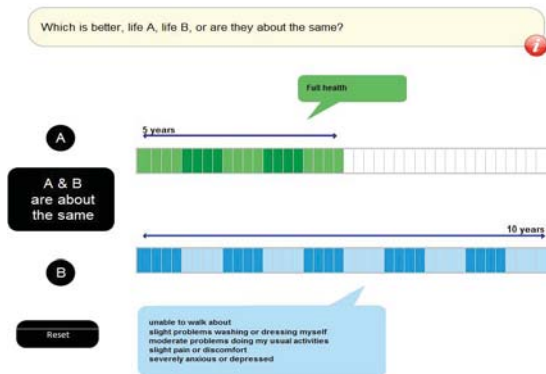 Which is better, life A, life B, or are they about the same?
i
Full health
A
5 years
A & B
are about
the same
10 years
B
unable to walk about
slight problems washing or dressing myself
moderate problems doing my usual activities
slight pain or discomfort
severely anxious or depressed
Reset